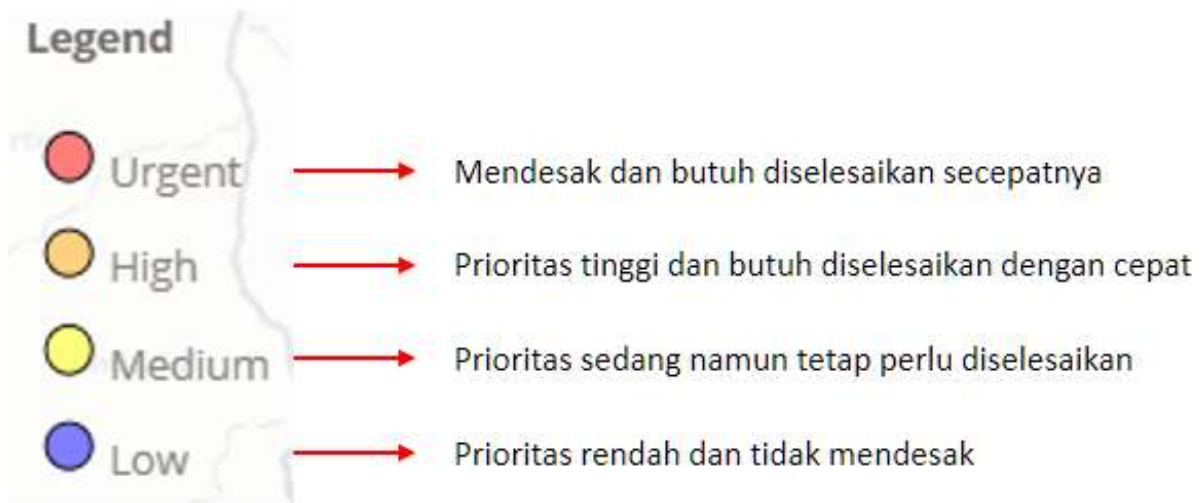 Legend
Urgent Mendesak dan butuh diselesaikan secepatnya
High Prioritas tinggi dan butuh diselesaikan dengan cepat
Medium Prioritas sedang namun tetap perlu diselesaikan
Low Prioritas rendah dan tidak mendesak